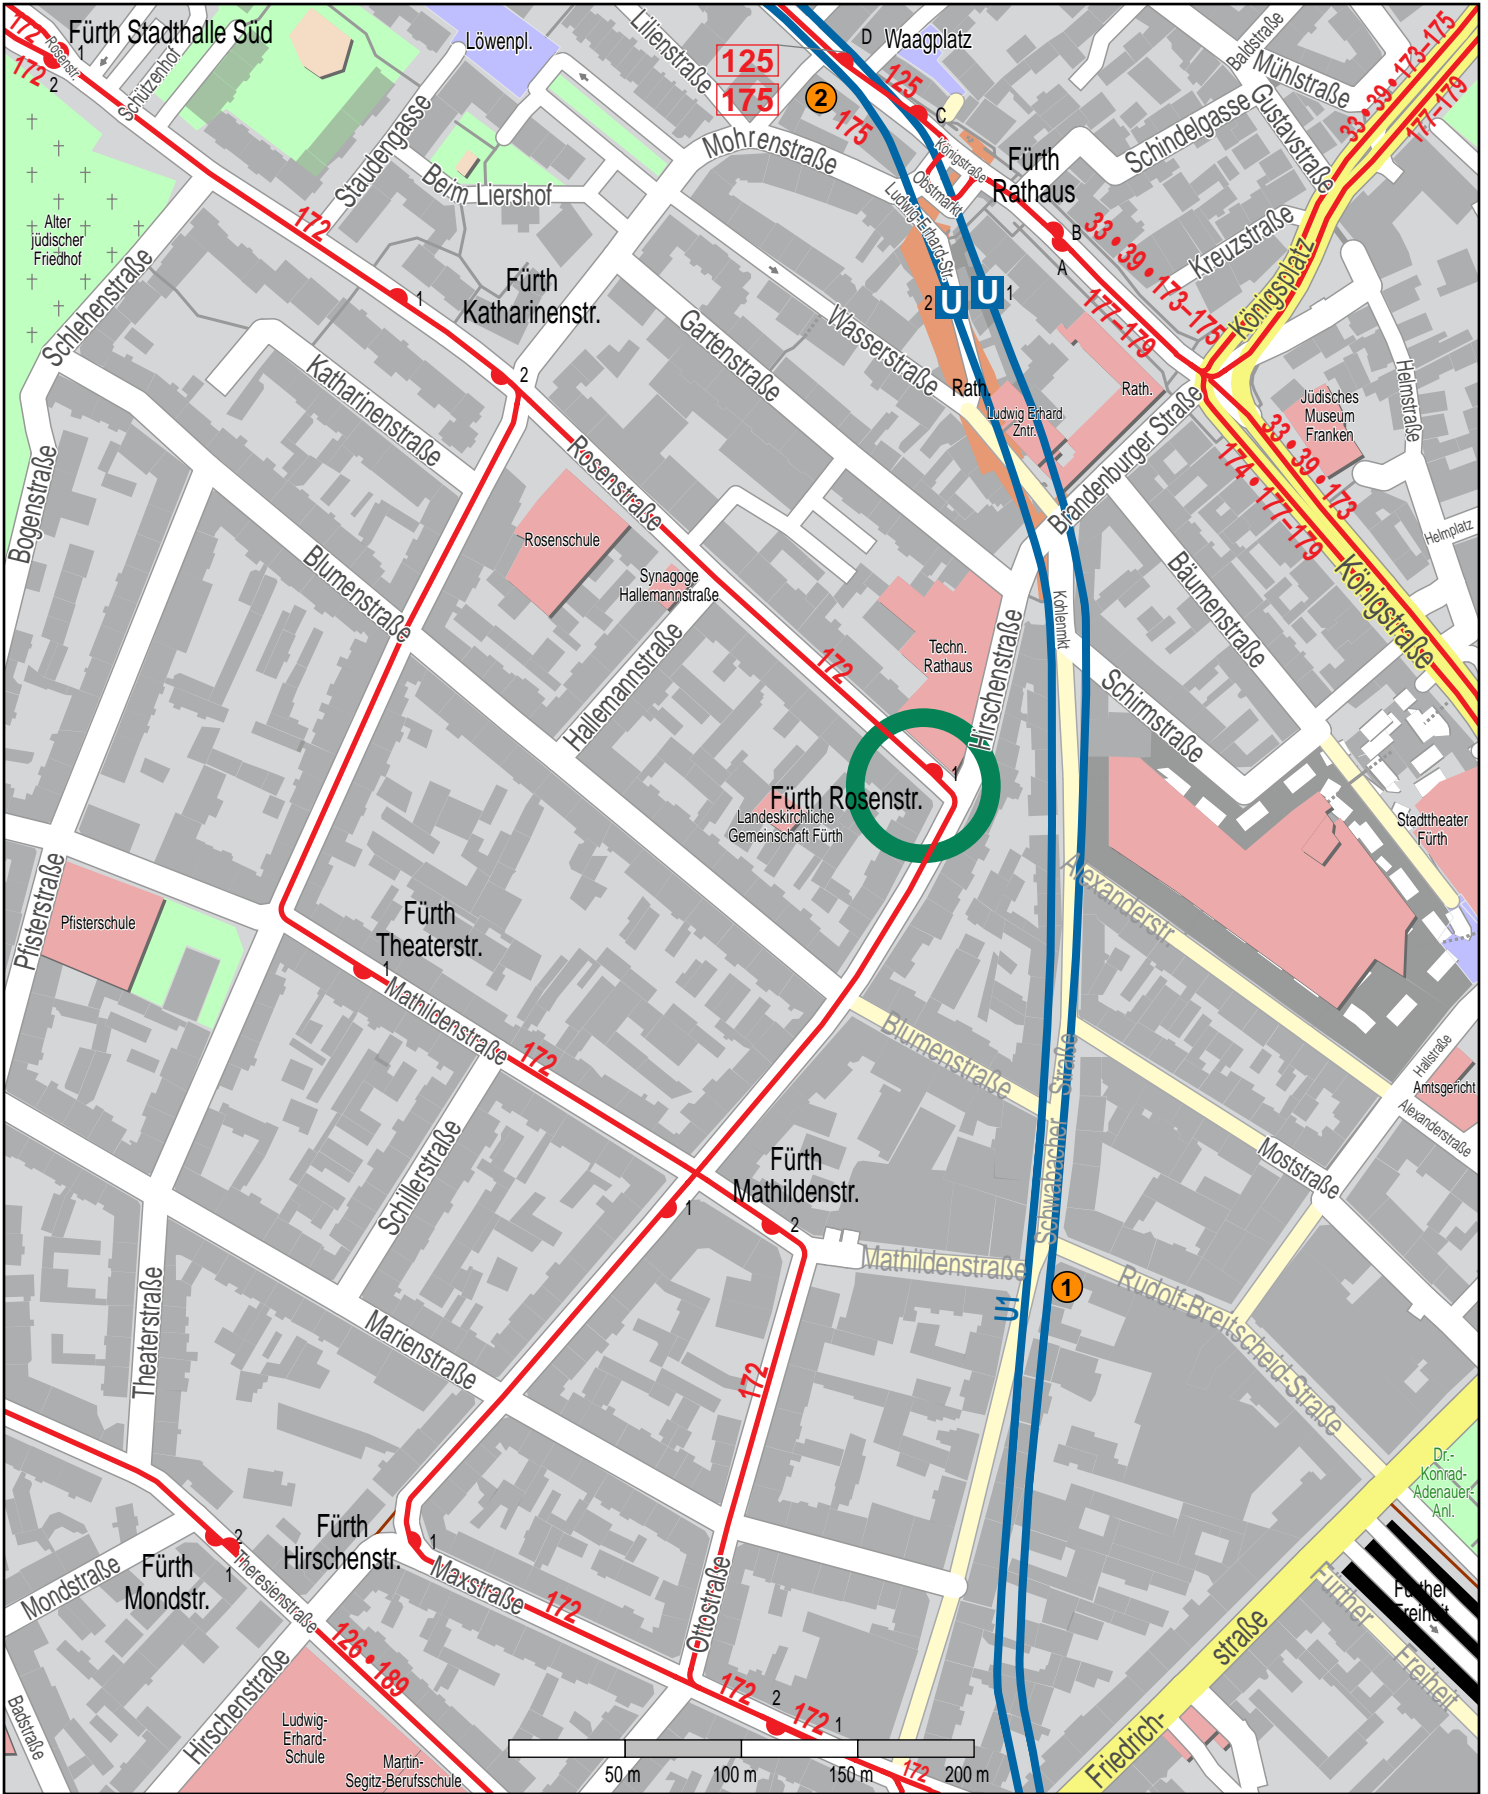 172
Rosenstr.
1
Fürth Stadthalle Süd
172
2
Schützenhof
Löwenpl.
Lilienstraße
D
Waagplatz
125
175
2
125
175
C
Baldstraße
Mühlstraße
Gustavstraße
Schindelgasse
33•39•173–175
177–179
Staudengasse
Beim Liershof
Mohrenstraße
Königstraße
Obstmarkt
Fürth
Rathaus
Ludwig-Erhard-Str.
B
A
33•39•173–175
177–179
Kreuzstraße
Königsplatz
Alter
jüdischer
Friedhof
172
Schlehenstraße
1
Fürth
Katharinenstr.
2
Katharinenstraße
Gartenstraße
Wasserstraße
2
U
U
1
Rath.
Ludwig Erhard
Zntr.
Rath.
Brandenburger Straße
Jüdisches
Museum
Franken
Helmstraße
33•39•173
174•177–179
Helmplatz
Königstraße
Bogenstraße
Rosenstraße
Rosenschule
Synagoge
Hallemannstraße
Blumenstraße
Hallemannstraße
172
Techn.
Rathaus
Hirschenstraße
Kohlenmkt
Bäumenstraße
Schirmstraße
1
Fürth Rosenstr.
Landeskirchliche
Gemeinschaft Fürth
Stadttheater
Fürth
Alexanderstr.
Pfisterstraße
Pfisterschule
Fürth
Theaterstr.
1
Mathildenstraße
172
Blumenstraße
Schwabacher Straße
Hallstraße
Amtsgericht
Alexanderstraße
Moststraße
Schillerstraße
Fürth
Mathildenstr.
1
2
Mathildenstraße
U1
1
Rudolf-Breitscheid-Straße
Theaterstraße
Marienstraße
172
Dr.-
Konrad-
Adenauer-
Anl.
Fürth
Hirschenstr.
1
2
1
Fürth
Mondstr.
Mondstraße
Theresienstraße
Maxstraße
172
Ottostraße
Fürther
Freiheit
Fürther
Freiheit
126•189
Hirschenstraße
Badstraße
Ludwig-
Erhard-
Schule
Martin-
Segitz-Berufsschule
172
2
172
1
172
Friedrich-
straße
50 m
100 m
150 m
200 m